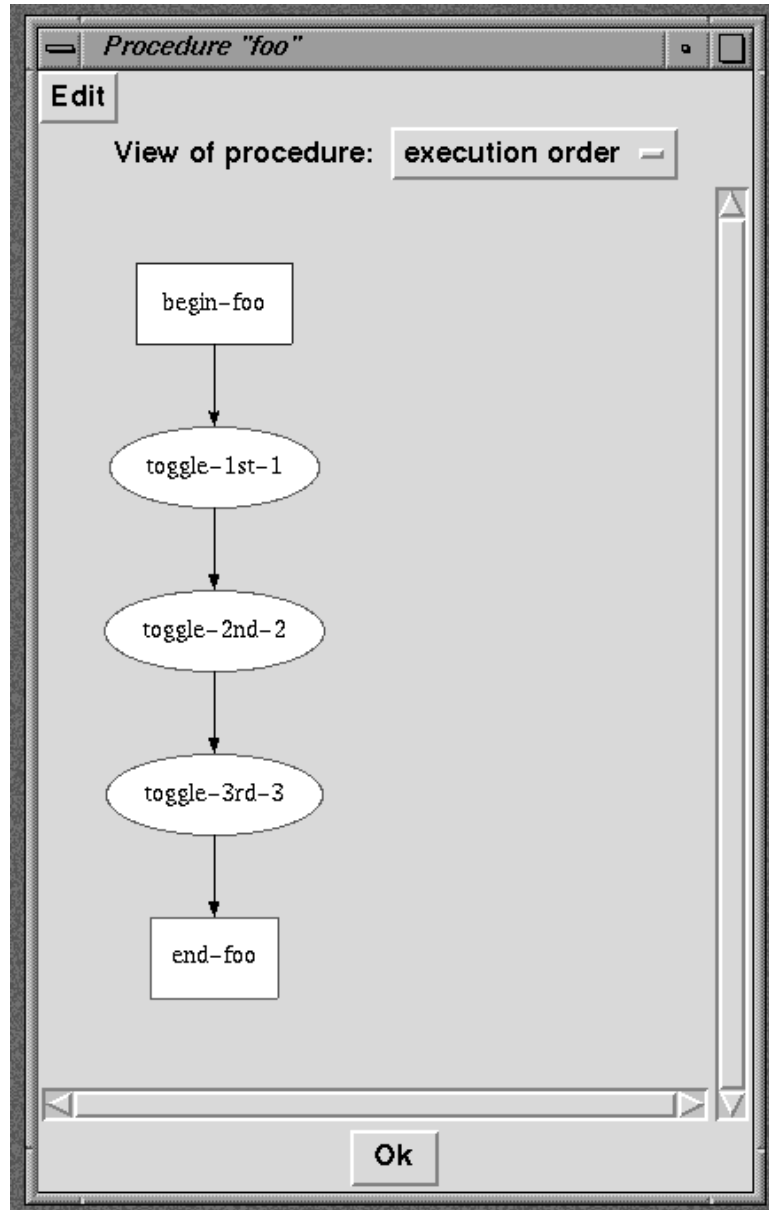 Procedure "foo"
Edit
View of procedure: execution order
begin-foo
toggle-1st-1
toggle-2nd-2
toggle-3rd-3
end-foo
Ok